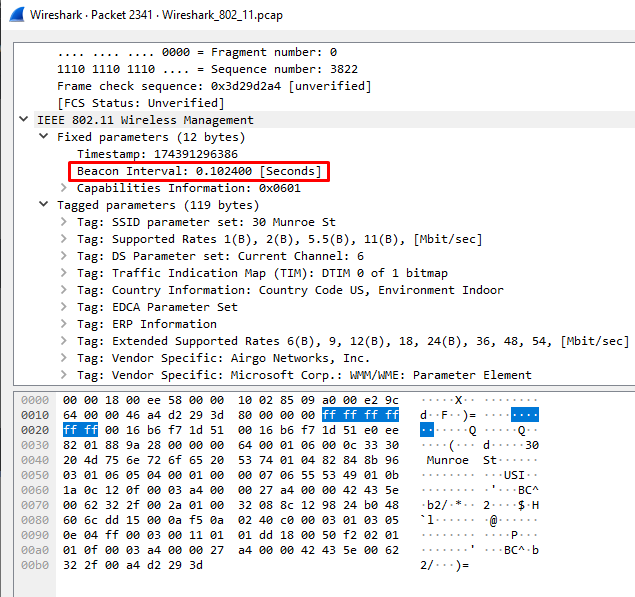 Wireshark · Packet 2341 · Wireshark_802_11.pcap
.... .... .... 0000 = Fragment number: 0
1110 1110 1110 .... = Sequence number: 3822
Frame check sequence: 0x3d29d2a4 [unverified]
[FCS Status: Unverified]
IEEE 802.11 Wireless Management
Fixed parameters (12 bytes)
Timestamp: 174391296386
Beacon Interval: 0.102400 [Seconds]
Capabilities Information: 0x0601
Tagged parameters (119 bytes)
Tag: SSID parameter set: 30 Munroe St
Tag: Supported Rates 1(B), 2(B), 5.5(B), 11(B), [Mbit/sec]
Tag: DS Parameter set: Current Channel: 6
Tag: Traffic Indication Map (TIM): DTIM 0 of 1 bitmap
Tag: Country Information: Country Code US, Environment Indoor
Tag: EDCA Parameter Set
Tag: ERP Information
Tag: Extended Supported Rates 6(B), 9, 12(B), 18, 24(B), 36, 48, 54, [Mbit/sec]
Tag: Vendor Specific: Airgo Networks, Inc.
Tag: Vendor Specific: Microsoft Corp.: WMM/WME: Parameter Element
0000 00 00 18 00 ee 58 00 00 10 02 85 09 a0 00 e2 9c ·····X·· ········
0010 64 00 00 46 a4 d2 29 3d 80 00 00 00 ff ff ff ff d··F··)= ········
0020 ff ff 00 16 b6 f7 1d 51 00 16 b6 f7 1d 51 e0 ee ·······Q ·····Q··
0030 82 01 88 9a 28 00 00 00 64 00 01 06 00 0c 33 30 ····(··· d·····30
0040 20 4d 75 6e 72 6f 65 20 53 74 01 04 82 84 8b 96 Munroe St······
0050 03 01 06 05 04 00 01 00 00 07 06 55 53 49 01 0b ········ ···USI··
0060 1a 0c 12 0f 00 03 a4 00 00 27 a4 00 00 42 43 5e ········ ·'···BC^
0070 00 62 32 2f 00 2a 01 00 32 08 8c 12 98 24 b0 48 ·b2/·*·· 2····$·H
0080 60 6c dd 15 00 0a f5 0a 02 40 c0 00 03 01 03 05 `l······ ·@······
0090 0e 04 ff 00 03 00 11 01 01 dd 18 00 50 f2 02 01 ········ ····P···
00a0 01 0f 00 03 a4 00 00 27 a4 00 00 42 43 5e 00 62 ·······' ···BC^·b
00b0 32 2f 00 a4 d2 29 3d 2/···)=